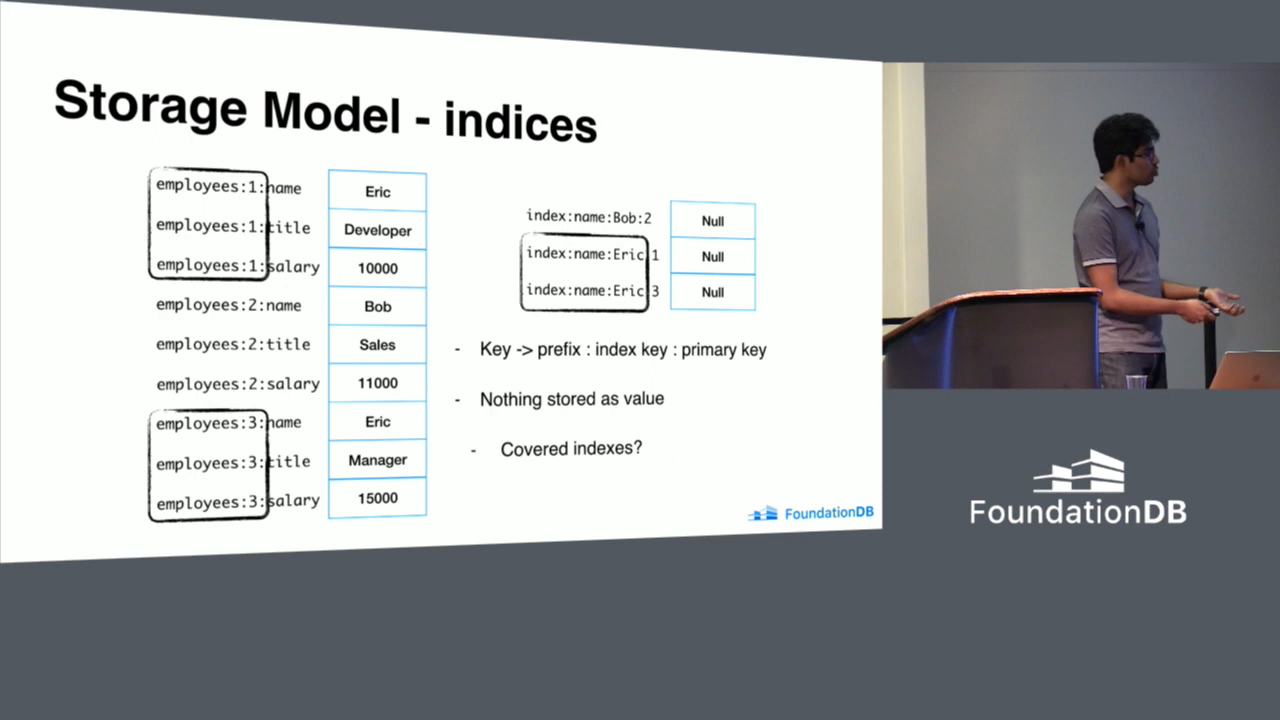 Storage Model - indices
employees:1:name Eric
employees:1:title Developer
employees:1:salary 10000
employees:2:name Bob
employees:2:title Sales
employees:2:salary 11000
employees:3:name Eric
employees:3:title Manager
employees:3:salary 15000
index:name:Bob:2 Null
index:name:Eric:1 Null
index:name:Eric:3 Null
- Key -> prefix : index key : primary key
- Nothing stored as value
- Covered indexes?
FoundationDB
FoundationDB